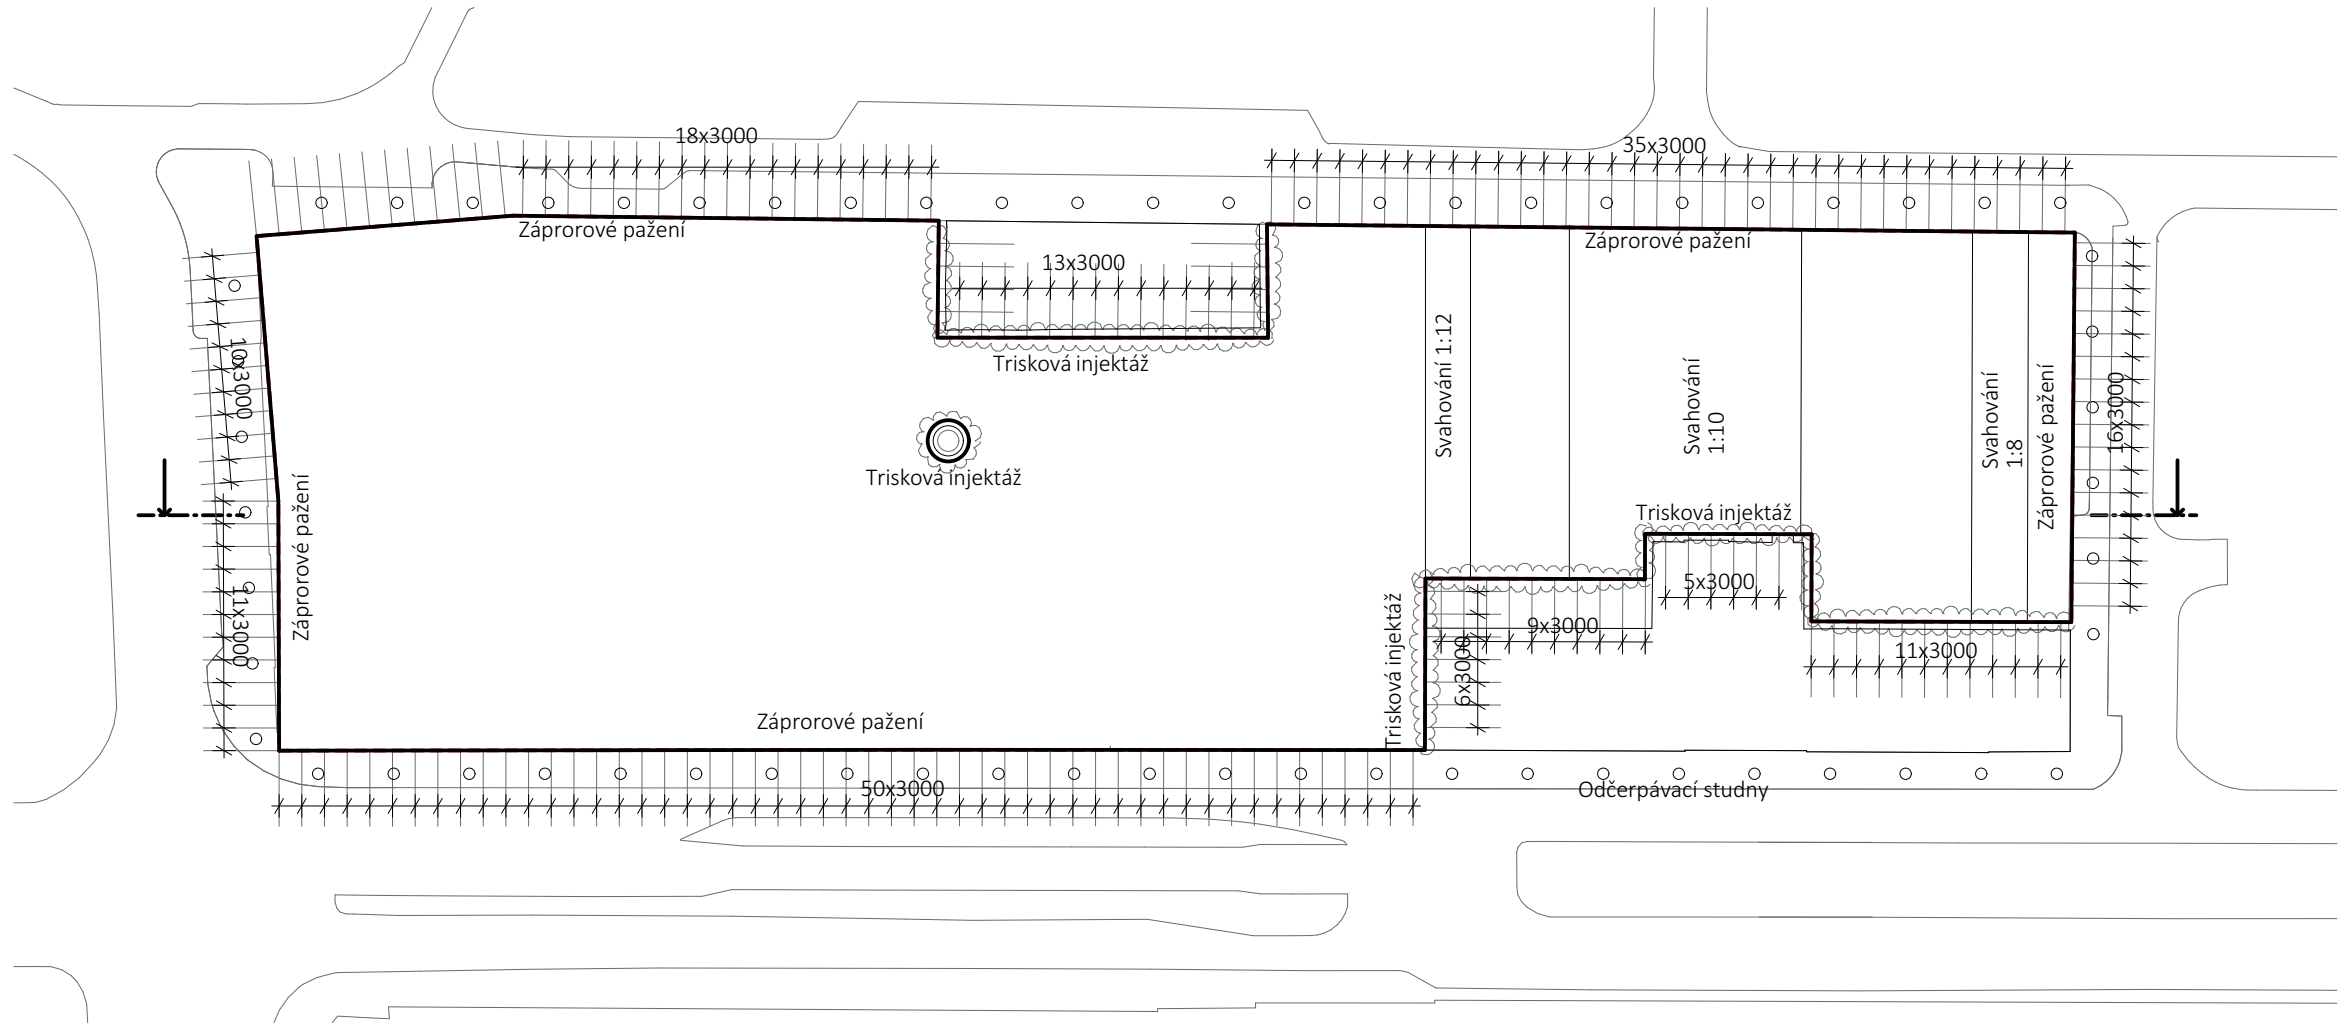 18x3000
35x3000
Záprorové pažení
Záprorové pažení
13x3000
Trisková injektáž
10x3000
Svahování 1:12
Svahování
1:10
Svahování
1:8
Záprorové pažení
16x3000
Trisková injektáž
Záprorové pažení
Trisková injektáž
11x3000
5x3000
9x3000
6x3000
Trisková injektáž
11x3000
Záprorové pažení
50x3000
Odčerpávací studny